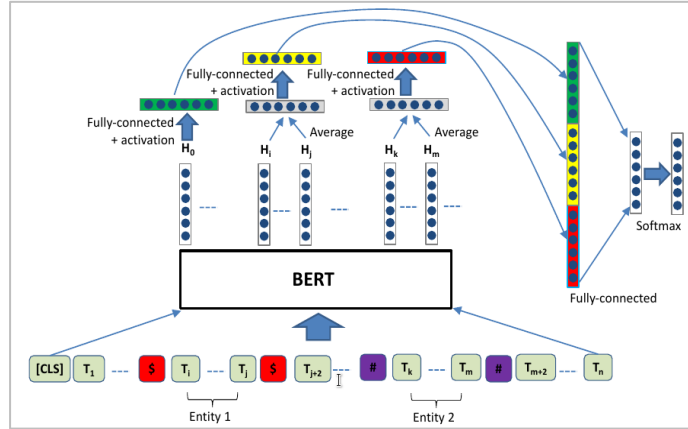 Fully-connected
+ activation
Fully-connected
+ activation
Fully-connected
+ activation
Average
Average
H0
Hi
Hj
Hk
Hm
Softmax
BERT
Fully-connected
[CLS] T1 $ Ti Tj $ Tj+2 # Tk Tm # Tm+2 Tn
Entity 1
Entity 2